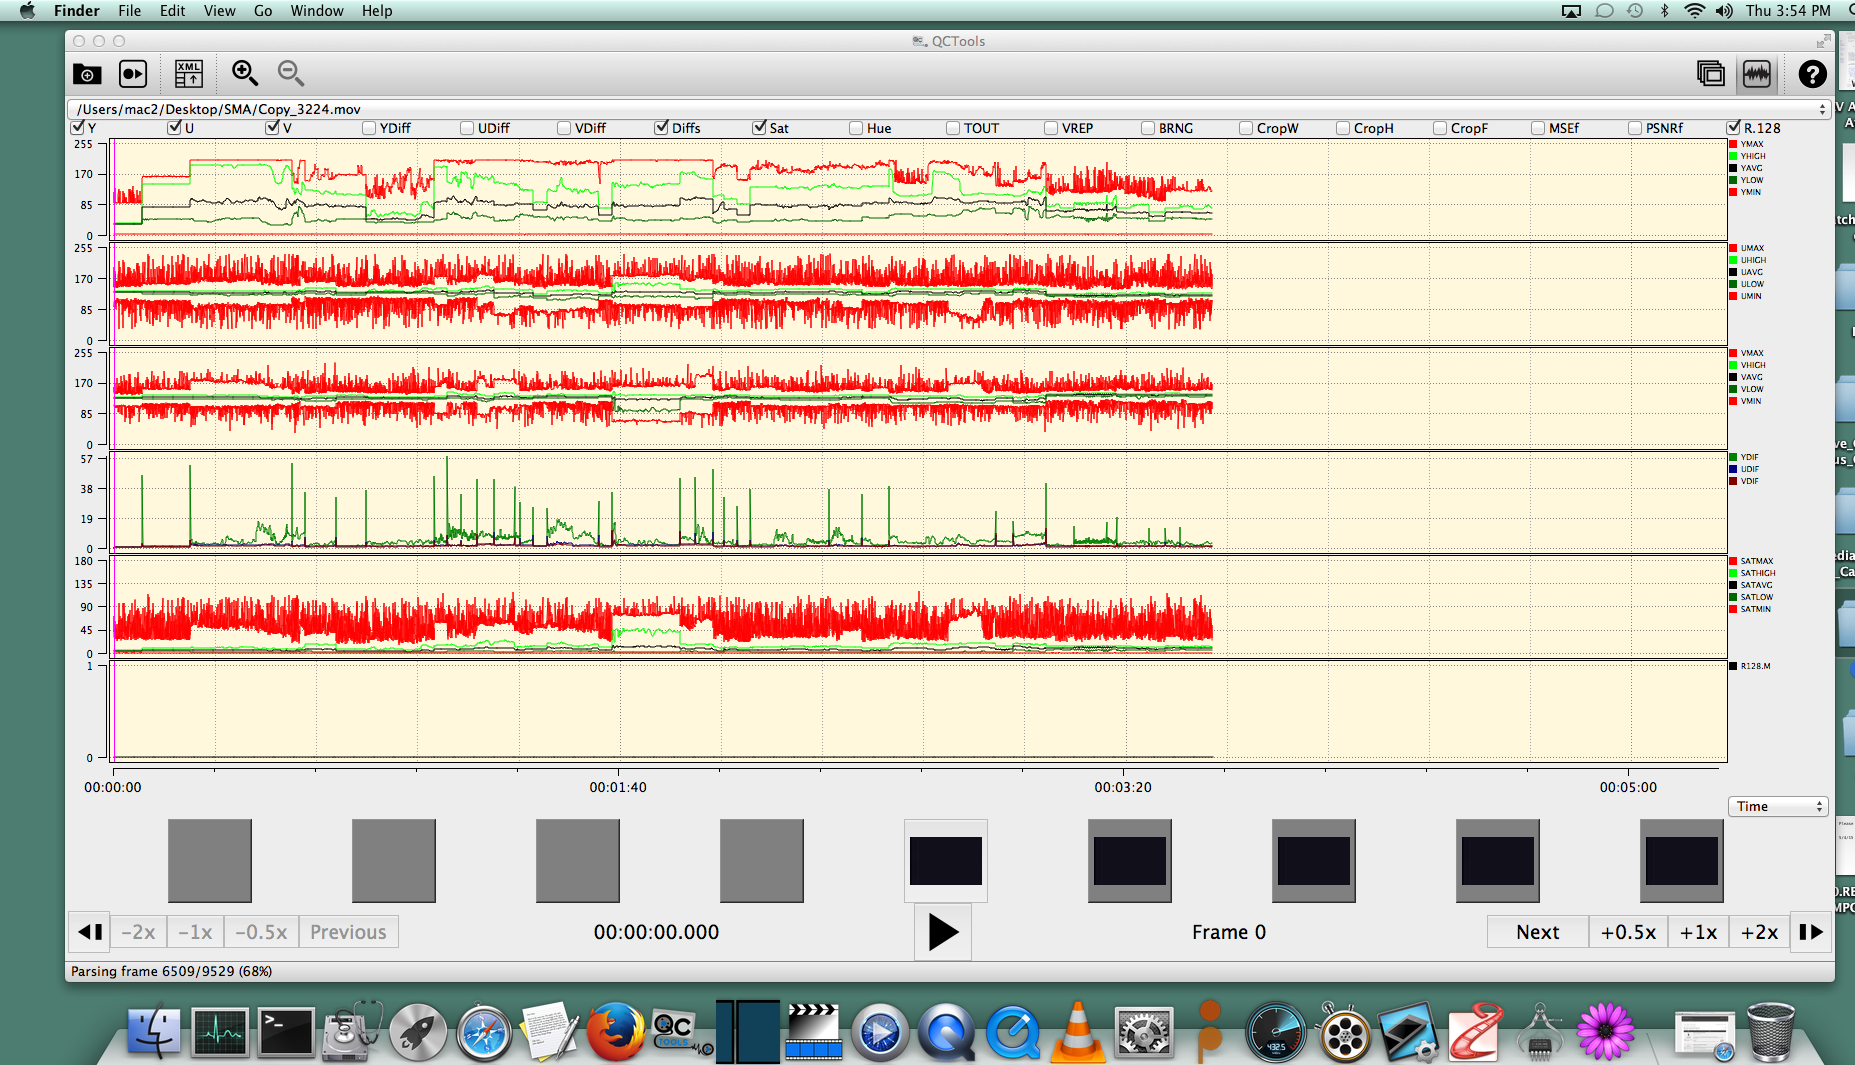 Finder File Edit View Go Window Help Thu 3:54 PM
QCTools
XML
/Users/mac2/Desktop/SMA/Copy_3224.mov
Y U V YDiff UDiff VDiff Diffs Sat Hue TOUT VREP BRNG CropW CropH CropF MSEf PSNRf R.128
255
170
85
0
YMAX
YHIGH
YAVG
YLOW
YMIN
255
170
85
0
UMAX
UHIGH
UAVG
ULOW
UMIN
255
170
85
0
VMAX
VHIGH
VAVG
VLOW
VMIN
57
38
19
0
YDIF
UDIF
VDIF
180
135
90
45
0
SATMAX
SATHIGH
SATAVG
SATLOW
SATMIN
1
0
R128.M
00:00:00 00:01:40 00:03:20 00:05:00
Time
-2x -1x -0.5x Previous 00:00:00.000 Frame 0 Next +0.5x +1x +2x
Parsing frame 6509/9529 (68%)
QC
TOOLS